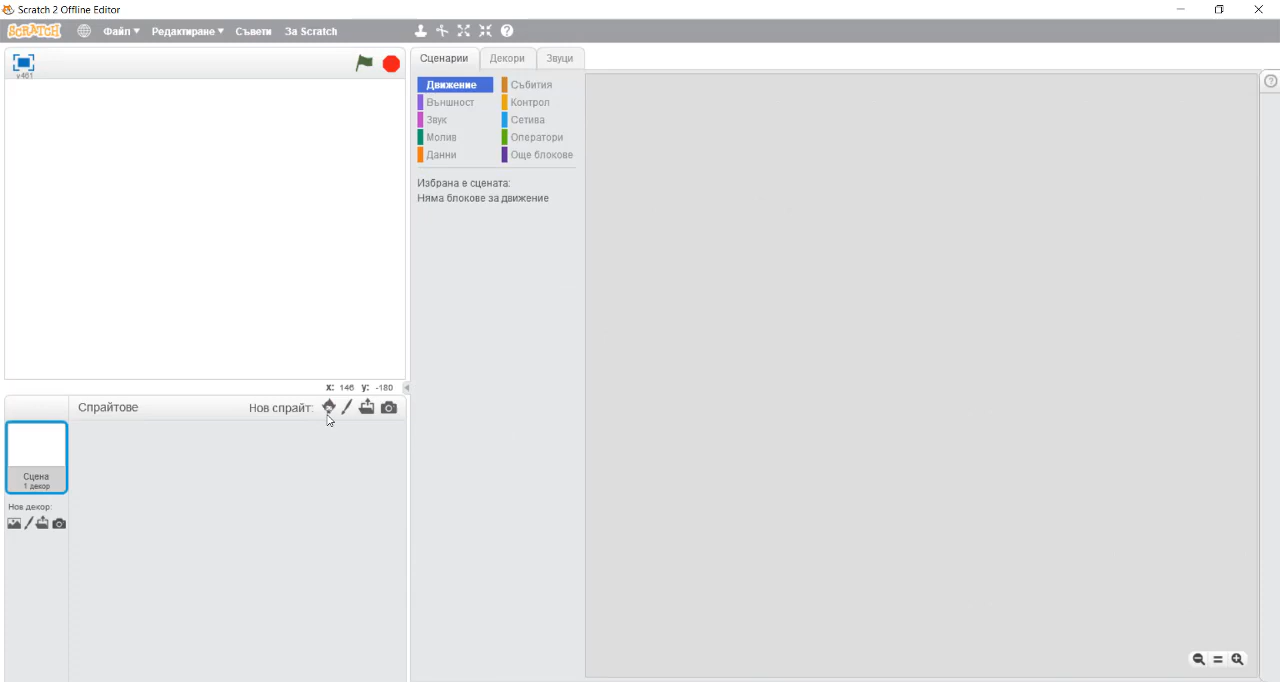 Scratch 2 Offline Editor
SCRATCH Файл Редактиране Съвети За Scratch
v461
Сценарии Декори Звуци
Движение Събития
Външност Контрол
Звук Сетива
Молив Оператори
Данни Още блокове
Избрана е сцената:
Няма блокове за движение
x: 146 y: -180
Спрайтове Нов спрайт:
Сцена
1 декор
Нов декор: